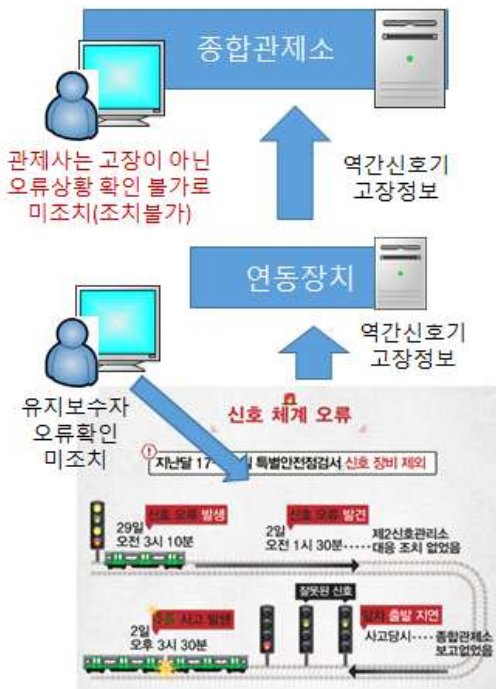 종합관제소
관제사는 고장이 아닌
오류상황 확인 불가로
미조치(조치불가)
역간신호기
고장정보
연동장치
역간신호기
고장정보
유지보수자
오류확인
미조치
신호 체계 오류
지난달 17- 일 특별안전점검서 신호 장비 제외
신호 오류 발생
29일
오전 3시 10분
신호 오류 발견
2일
오전 1시 30분
제2신호관리소
대응 조치 없었음
잘못된 신호
추돌 사고 발생
2일
오후 3시 30분
앞차 출발 지연
사고당시
종합관제소
보고없었음